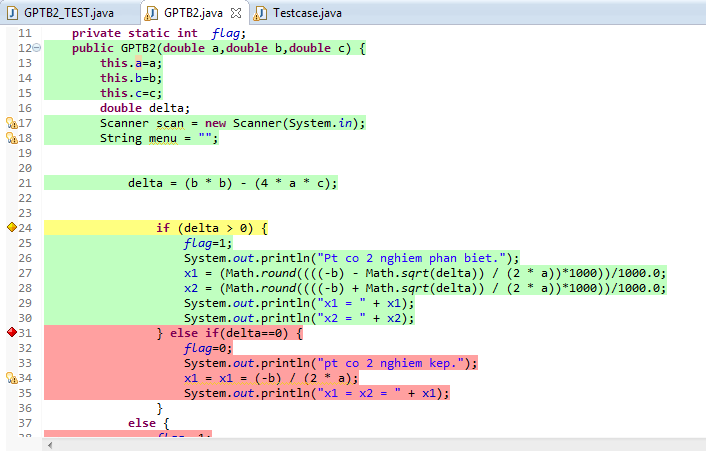 GPTB2_TEST.java GPTB2.java Testcase.java
11 private static int flag;
12 public GPTB2(double a,double b,double c) {
13 this.a=a;
14 this.b=b;
15 this.c=c;
16 double delta;
17 Scanner scan = new Scanner(System.in);
18 String menu = "";
19
20
21 delta = (b * b) - (4 * a * c);
22
23
24 if (delta > 0) {
25 flag=1;
26 System.out.println("Pt co 2 nghiem phan biet.");
27 x1 = (Math.round((((-b) - Math.sqrt(delta)) / (2 * a))*1000))/1000.0;
28 x2 = (Math.round((((-b) + Math.sqrt(delta)) / (2 * a))*1000))/1000.0;
29 System.out.println("x1 = " + x1);
30 System.out.println("x2 = " + x2);
31 } else if(delta==0) {
32 flag=0;
33 System.out.println("pt co 2 nghiem kep.");
34 x1 = x1 = (-b) / (2 * a);
35 System.out.println("x1 = x2 = " + x1);
36 }
37 else {